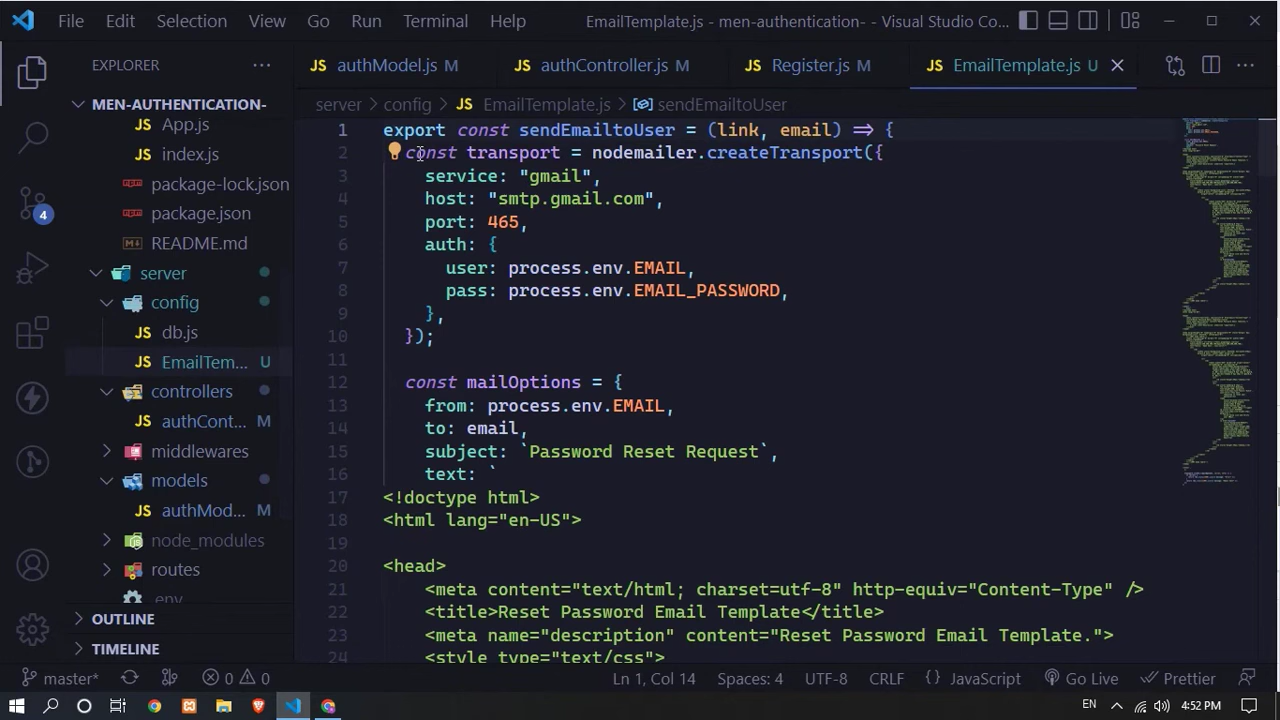 File Edit Selection View Go Run Terminal Help EmailTemplate.js - men-authentication- - Visual Studio Co...
EXPLORER
authModel.js M
authController.js M
Register.js M
EmailTemplate.js U
MEN-AUTHENTICATION-
App.js
index.js
package-lock.json
package.json
README.md
server
config
db.js
EmailTem... U
controllers
authCont... M
middlewares
models
authMod... M
node_modules
routes
.env
OUTLINE
TIMELINE
4
server > config > JS EmailTemplate.js > sendEmailtoUser
1 export const sendEmailtoUser = (link, email) => {
2 const transport = nodemailer.createTransport({
3 service: "gmail",
4 host: "smtp.gmail.com",
5 port: 465,
6 auth: {
7 user: process.env.EMAIL,
8 pass: process.env.EMAIL_PASSWORD,
9 },
10 });
11
12 const mailOptions = {
13 from: process.env.EMAIL,
14 to: email,
15 subject: `Password Reset Request`,
16 text: `
17 <!doctype html>
18 <html lang="en-US">
19
20 <head>
21 <meta content="text/html; charset=utf-8" http-equiv="Content-Type" />
22 <title>Reset Password Email Template</title>
23 <meta name="description" content="Reset Password Email Template.">
24 <style type="text/css">
master* 0 0 Ln 1, Col 14 Spaces: 4 UTF-8 CRLF {} JavaScript Go Live Prettier
EN 4:52 PM